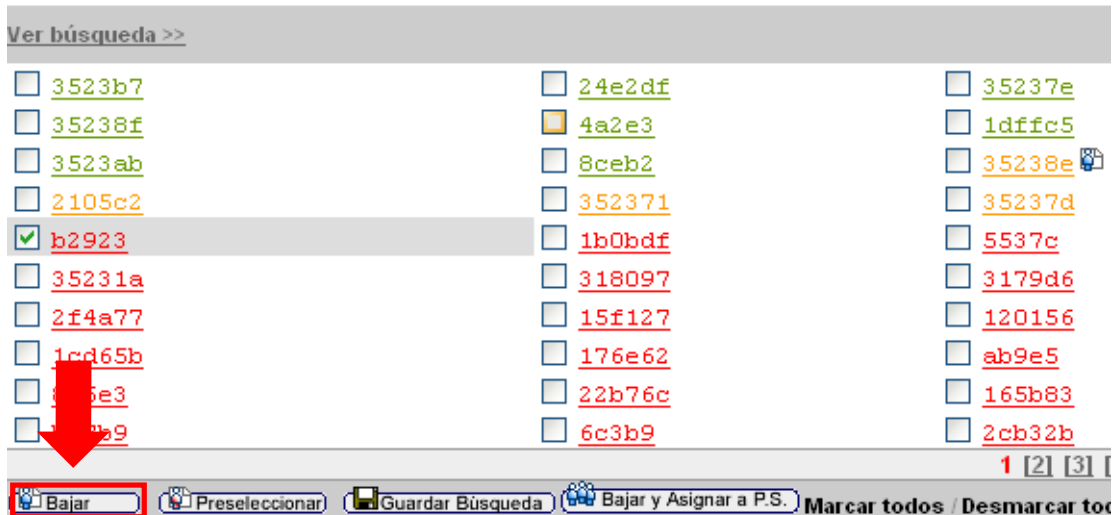 Ver búsqueda >>
3523b7 24e2df 35237e
35238f 4a2e3 1dffc5
3523ab 8ceb2 35238e
2105c2 352371 35237d
b2923 1b0bdf 5537c
35231a 318097 3179d6
2f4a77 15f127 120156
1cd65b 176e62 ab9e5
22b76c 165b83
6c3b9 2cb32b
1 [2] [3] [
Bajar Preseleccionar Guardar Búsqueda Bajar y Asignar a P.S. Marcar todos / Desmarcar toc